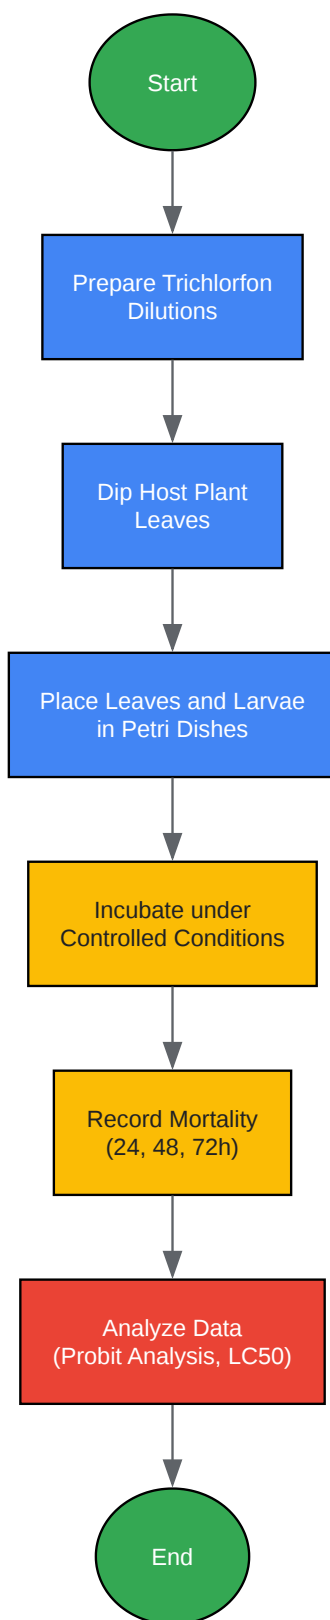 Start
Prepare Trichlorfon
Dilutions
Dip Host Plant
Leaves
Place Leaves and Larvae
in Petri Dishes
Incubate under
Controlled Conditions
Record Mortality
(24, 48, 72h)
Analyze Data
(Probit Analysis, LC50)
End